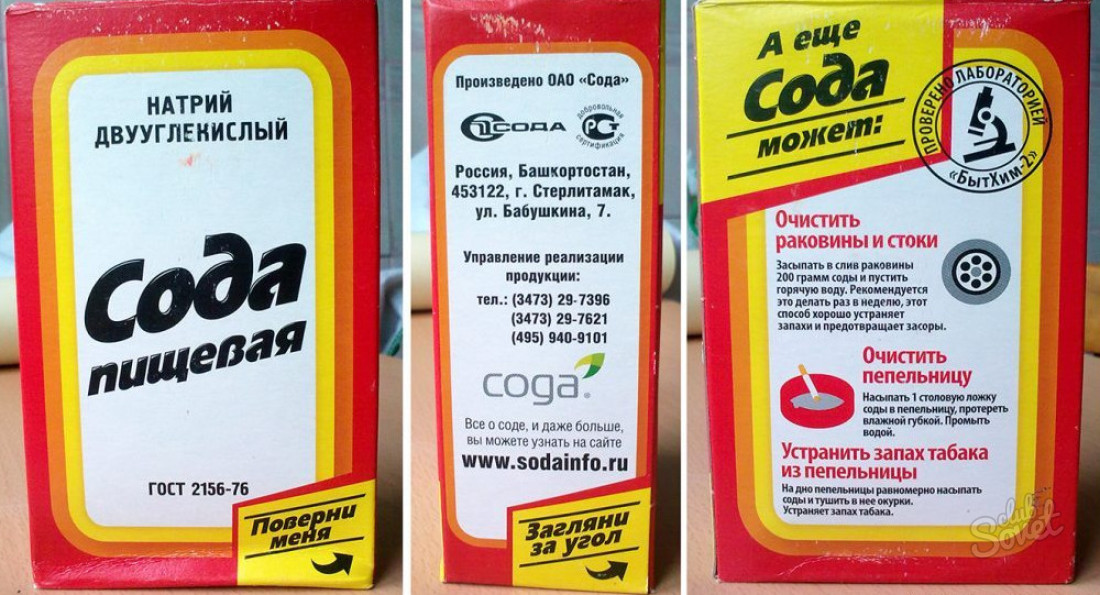 НАТРИЙ
ДВУУГЛЕКИСЛЫЙ
Сода
пищевая
ГОСТ 2156-76
Поверни
меня
Произведено ОАО «Сода»
СОДА
добровольная
РСТ
сертификация
Россия, Башкортостан,
453122, г. Стерлитамак,
ул. Бабушкина, 7.
Управление реализации
продукции:
тел.: (3473) 29-7396
(3473) 29-7621
(495) 940-9101
сода
Все о соде, и даже больше,
вы можете узнать на сайте
www.sodainfo.ru
Загляни
за угол
А еще
Сода
может:
ПРОВЕРЕНО ЛАБОРАТОРИЕЙ
«БытХим-2»
Очистить
раковины и стоки
Засыпать в слив раковины
200 грамм соды и пустить
горячую воду. Рекомендуется
это делать раз в неделю, этот
способ хорошо устраняет
запахи и предотвращает засоры.
Очистить
пепельницу
Насыпать 1 столовую ложку
соды в пепельницу, протереть
влажной губкой. Промыть
водой.
Устранить запах табака
из пепельницы
На дно пепельницы равномерно насыпать
соды и тушить в нее окурки.
Устраняет запах табака.
club
Sovet